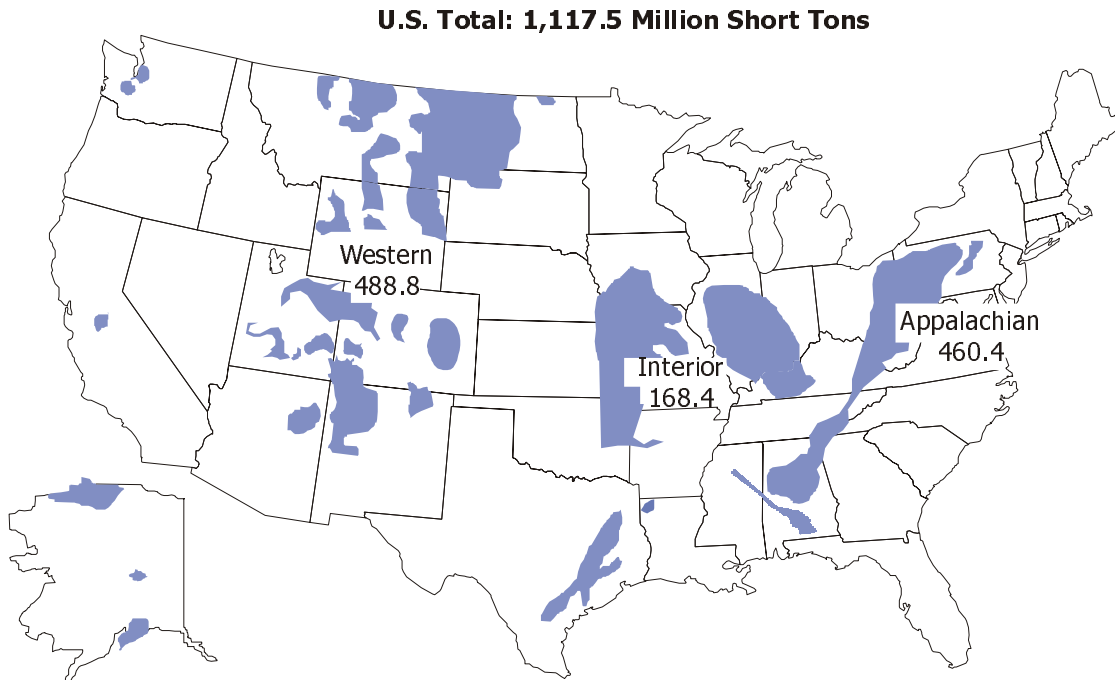 U.S. Total: 1,117.5 Million Short Tons
Western
488.8
Appalachian
460.4
Interior
168.4